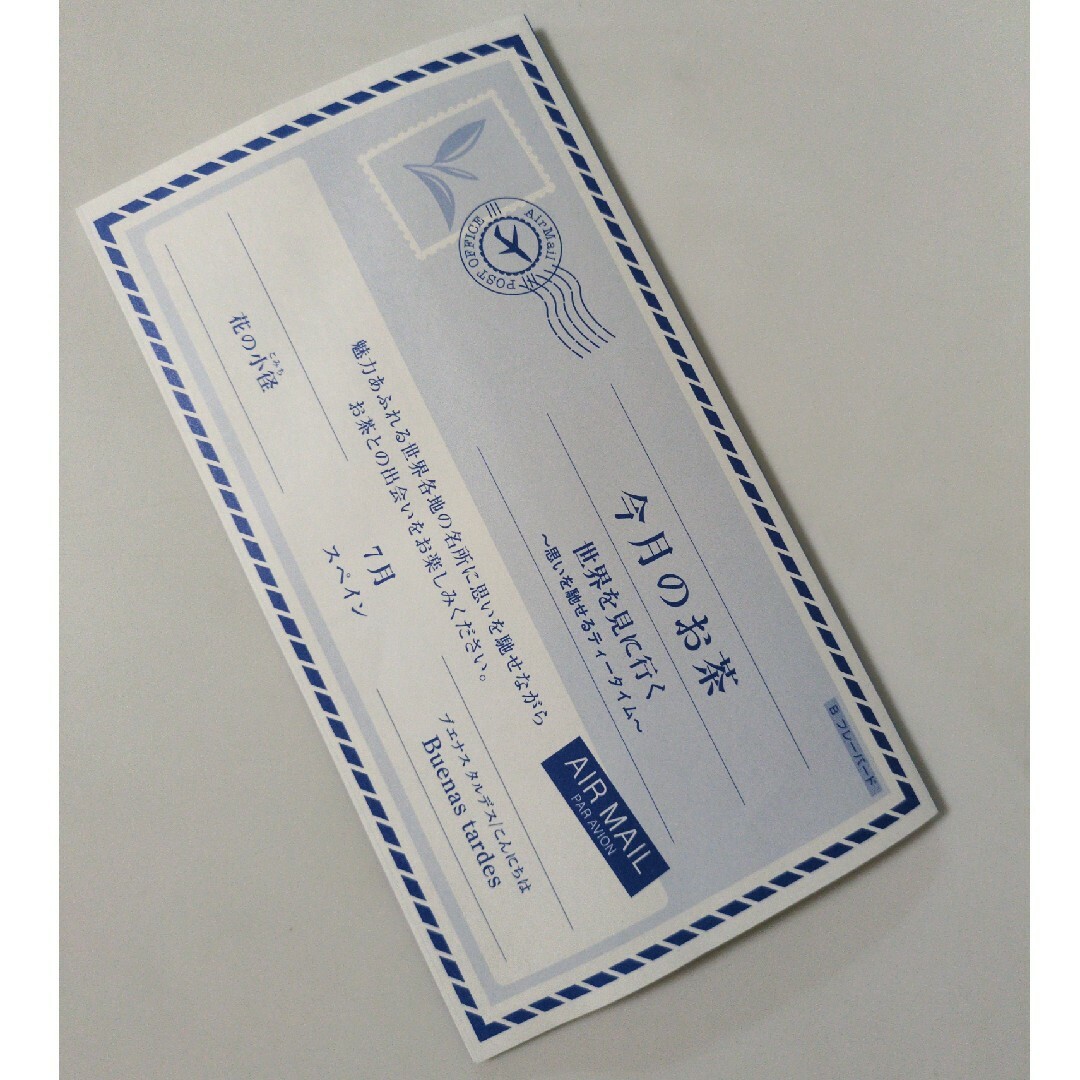 B フレーバード
今月のお茶
世界を見に行く
～思いを馳せるティータイム～
AirMail
POST OFFICE
POST
AIR MAIL
PAR AVION
魅力あふれる世界各地の名所に思いを馳せながら
お茶との出会いをお楽しみください。
7月
スペイン
ブエナス タルデス/こんにちは
Buenas tardes
こみち
花の小径